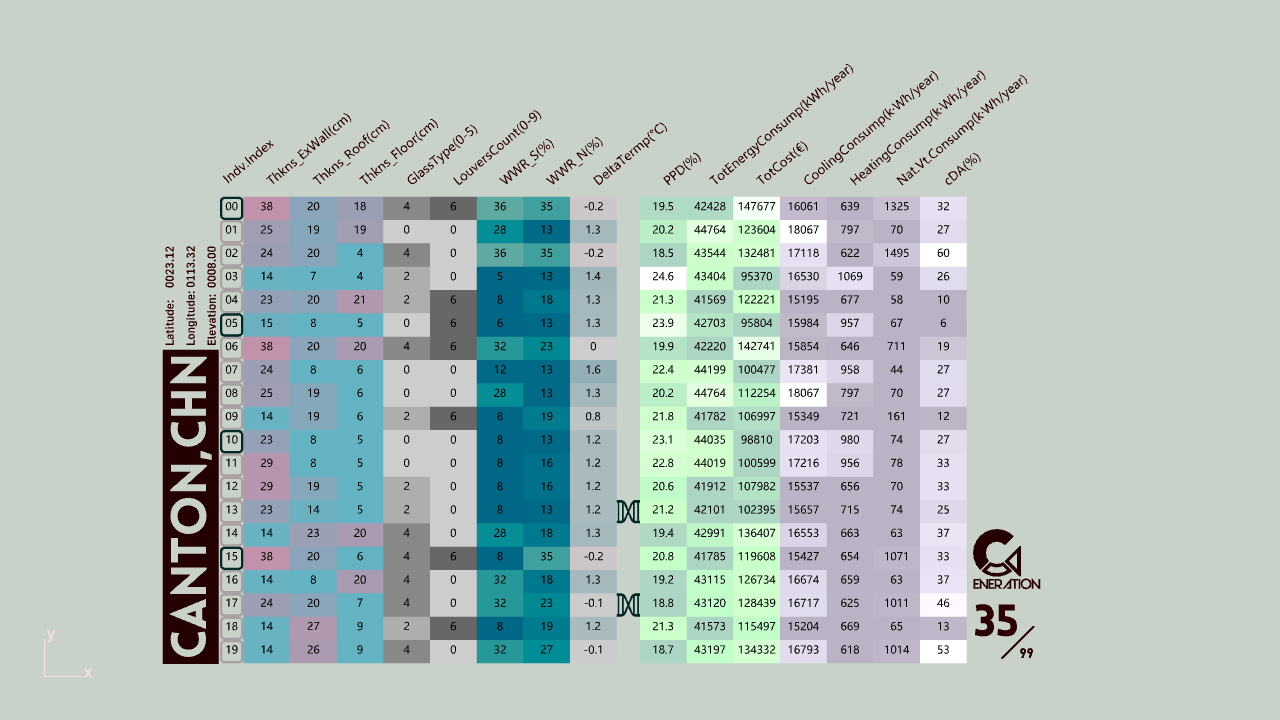 Indv.Index Thkns_ExWall(cm) Thkns_Roof(cm) Thkns_Floor(cm) GlassType(0-5) LouversCount(0-9) WWR_S(%) WWR_N(%) DeltaTermp(°C) PPD(%) TotEnergyConsump(kWh/year) TotCost(€) CoolingConsump(k·Wh/year) HeatingConsump(k·Wh/year) Nat.Vt.Consump(k·Wh/year) cDA(%)
00 38 20 18 4 6 36 35 -0.2 19.5 42428 147677 16061 639 1325 32
01 25 19 19 0 0 28 13 1.3 20.2 44764 123604 18067 797 70 27
02 24 20 4 4 0 36 35 -0.2 18.5 43544 132481 17118 622 1495 60
03 14 7 4 2 0 5 13 1.4 24.6 43404 95370 16530 1069 59 26
04 23 20 21 2 6 8 18 1.3 21.3 41569 122221 15195 677 58 10
05 15 8 5 0 6 6 13 1.3 23.9 42703 95804 15984 957 67 6
06 38 20 20 4 6 32 23 0 19.9 42220 142741 15854 646 711 19
07 24 8 6 0 0 12 13 1.6 22.4 44199 100477 17381 958 44 27
08 25 19 6 0 0 28 13 1.3 20.2 44764 112254 18067 797 70 27
09 14 19 6 2 6 8 19 0.8 21.8 41782 106997 15349 721 161 12
10 23 8 5 0 0 8 13 1.2 23.1 44035 98810 17203 980 74 27
11 29 8 5 0 0 8 16 1.2 22.8 44019 100599 17216 956 78 33
12 29 19 5 2 0 8 16 1.2 20.6 41912 107982 15537 656 70 33
13 23 14 5 2 0 8 13 1.2 21.2 42101 102395 15657 715 74 25
14 14 23 20 4 0 28 18 1.3 19.4 42991 136407 16553 663 63 37
15 38 20 6 4 6 8 35 -0.2 20.8 41785 119608 15427 654 1071 33
16 14 8 20 4 0 32 18 1.3 19.2 43115 126734 16674 659 63 37
17 24 20 7 4 0 32 23 -0.1 18.8 43120 128439 16717 625 1011 46
18 14 27 9 2 6 8 19 1.2 21.3 41573 115497 15204 669 65 13
19 14 26 9 4 0 32 27 -0.1 18.7 43197 134332 16793 618 1014 53
Latitude: 0023.12
Longitude: 0113.32
Elevation: 0008.00
CANTON,CHN
GENERATION
35/99
y
x